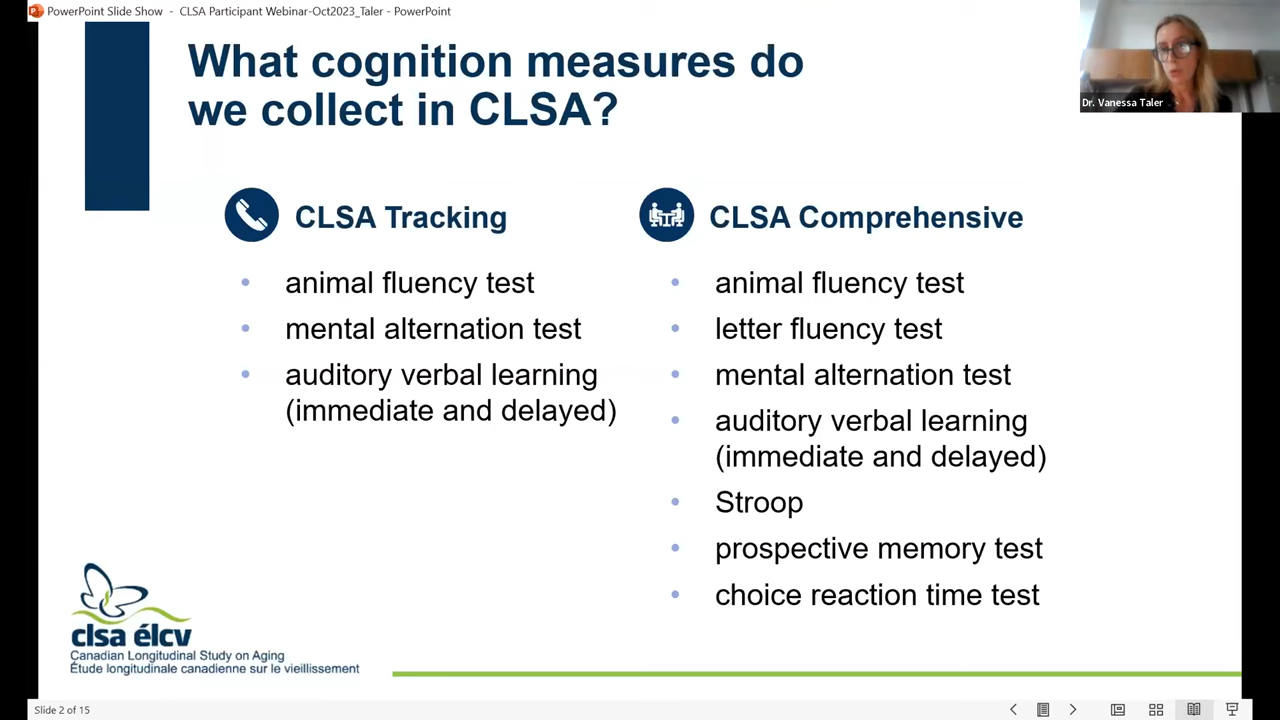 PowerPoint Slide Show - CLSA Participant Webinar-Oct2023_Taler - PowerPoint
What cognition measures do
we collect in CLSA?
Dr. Vanessa Taler
CLSA Tracking
• animal fluency test
• mental alternation test
• auditory verbal learning
(immediate and delayed)
CLSA Comprehensive
• animal fluency test
• letter fluency test
• mental alternation test
• auditory verbal learning
(immediate and delayed)
• Stroop
• prospective memory test
• choice reaction time test
clsa élcv
Canadian Longitudinal Study on Aging
Étude longitudinale canadienne sur le vieillissement
Slide 2 of 15